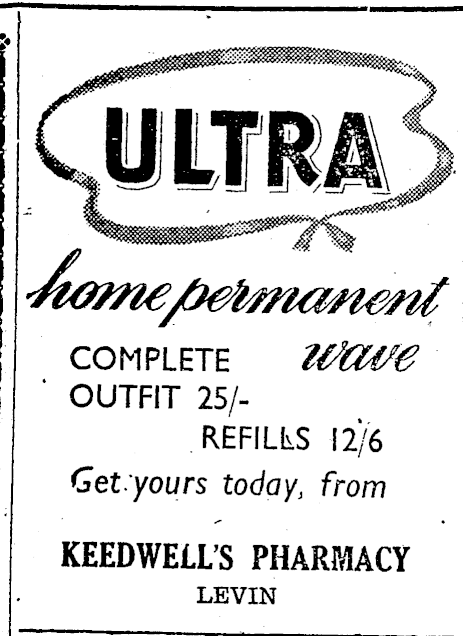 ULTRA
home permanent
wave
COMPLETE
OUTFIT 25/-
REFILLS 12/6
Get yours today, from
KEEDWELL'S PHARMACY
LEVIN